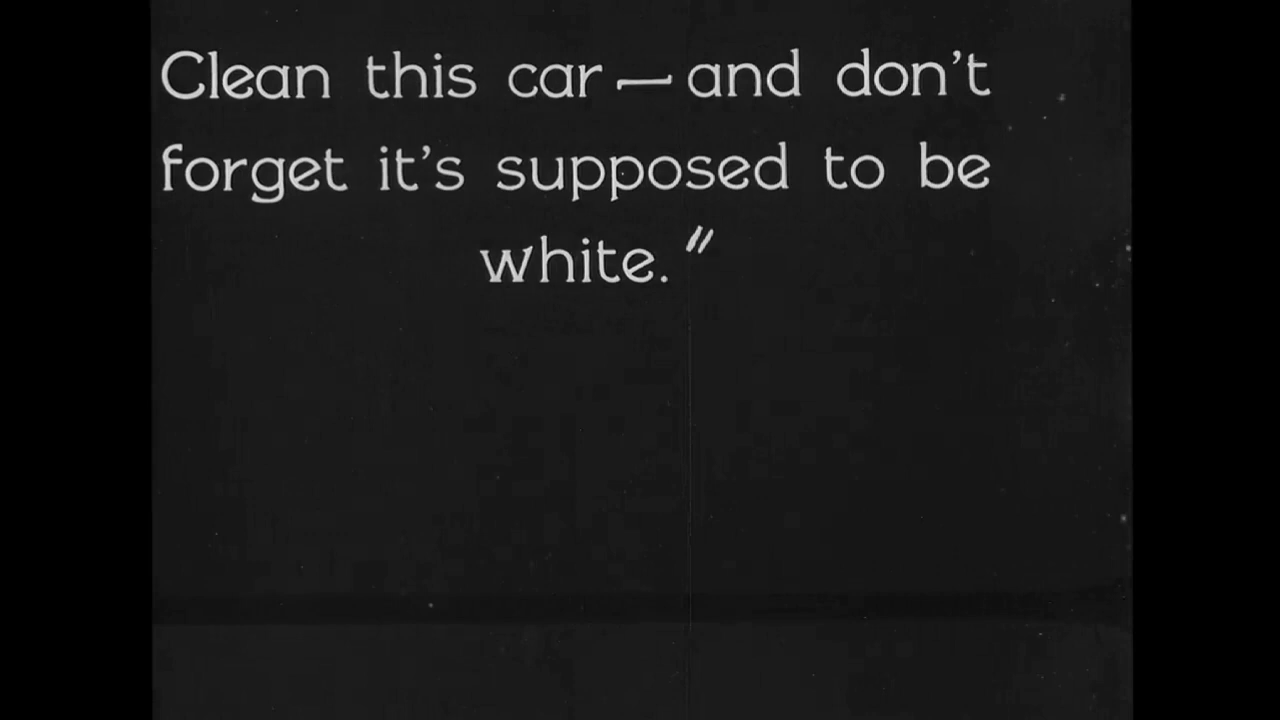 Clean this car — and don't
forget it's supposed to be
white."